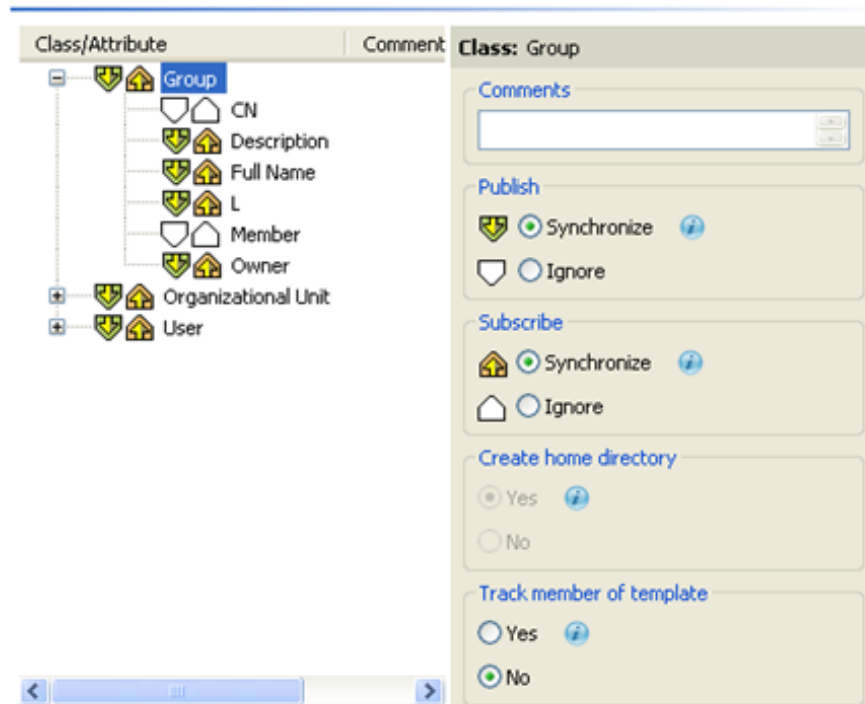 Class/Attribute Comment
Group
CN
Description
Full Name
L
Member
Owner
Organizational Unit
User
Class: Group
Comments
Publish
Synchronize
Ignore
Subscribe
Synchronize
Ignore
Create home directory
Yes
No
Track member of template
Yes
No